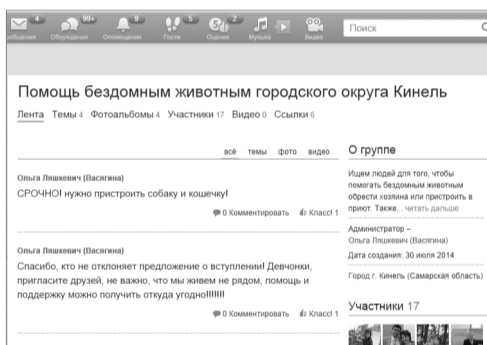 4 99+ 9 5 2
Сообщения Обсуждения Оповещения Гости Оценки Музыка Видео Поиск
Помощь бездомным животным городского округа Кинель
Лента Темы 4 Фотоальбомы 4 Участники 17 Видео 0 Ссылки 6
всё темы фото видео
Ольга Ляшкевич (Васягина)
СРОЧНО! нужно пристроить собаку и кошечку!
0 Комментировать Класс! 1
Ольга Ляшкевич (Васягина)
Спасибо, кто не отклоняет предложение о вступлении! Девчонки,
пригласите друзей, не важно, что мы живем не рядом, помощь и
поддержку можно получить откуда угодно!!!!!!!
0 Комментировать Класс! 1
О группе
Ищем людей для того, чтобы
помогать бездомным животным
обрести хозяина или пристроить в
приют. Также... читать дальше
Администратор –
Ольга Ляшкевич (Васягина)
Дата создания: 30 июля 2014
Город г. Кинель (Самарская область)
Участники 17